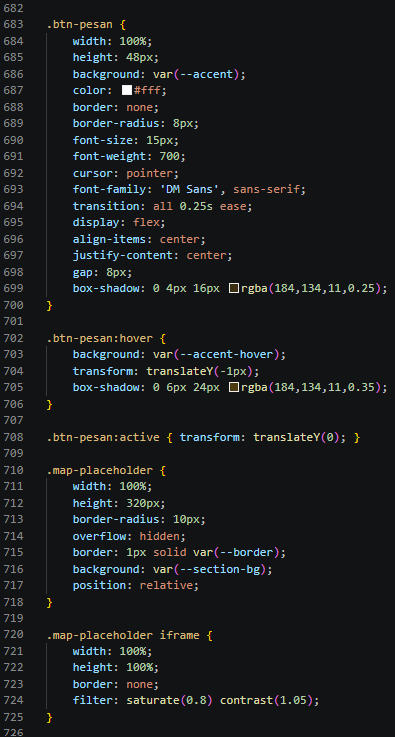 682
683 .btn-pesan {
684     width: 100%;
685     height: 48px;
686     background: var(--accent);
687     color: #fff;
688     border: none;
689     border-radius: 8px;
690     font-size: 15px;
691     font-weight: 700;
692     cursor: pointer;
693     font-family: 'DM Sans', sans-serif;
694     transition: all 0.25s ease;
695     display: flex;
696     align-items: center;
697     justify-content: center;
698     gap: 8px;
699     box-shadow: 0 4px 16px rgba(184,134,11,0.25);
700 }
701
702 .btn-pesan:hover {
703     background: var(--accent-hover);
704     transform: translateY(-1px);
705     box-shadow: 0 6px 24px rgba(184,134,11,0.35);
706 }
707
708 .btn-pesan:active { transform: translateY(0); }
709
710 .map-placeholder {
711     width: 100%;
712     height: 320px;
713     border-radius: 10px;
714     overflow: hidden;
715     border: 1px solid var(--border);
716     background: var(--section-bg);
717     position: relative;
718 }
719
720 .map-placeholder iframe {
721     width: 100%;
722     height: 100%;
723     border: none;
724     filter: saturate(0.8) contrast(1.05);
725 }
726